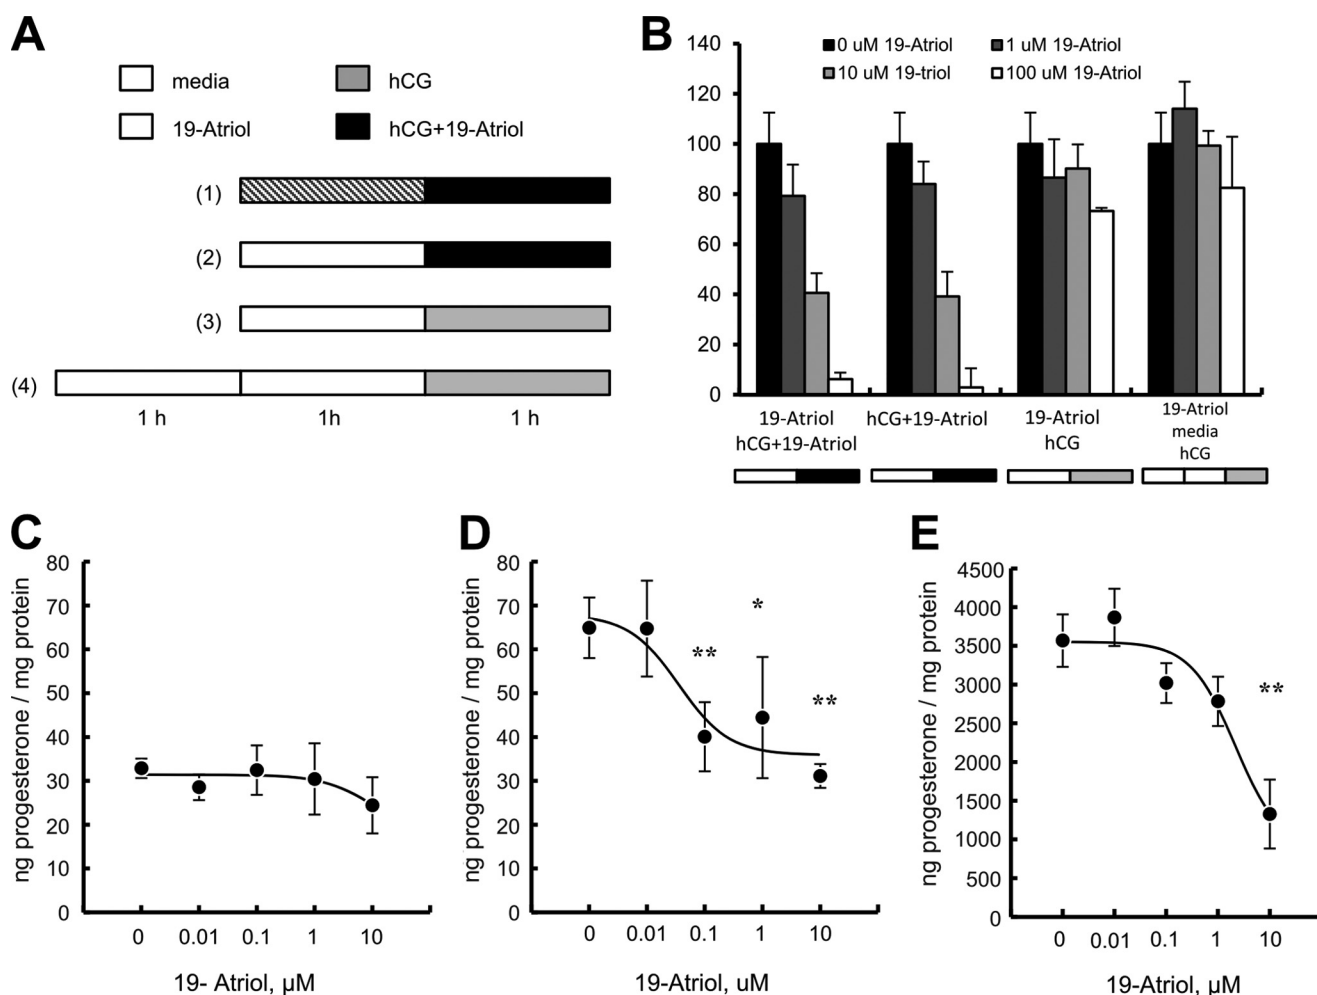 A
media
hCG
19-Atriol
hCG+19-Atriol
(1)
(2)
(3)
(4)
1 h
1h
1 h
B
0 uM 19-Atriol
1 uM 19-Atriol
10 uM 19-triol
100 uM 19-Atriol
140
120
100
80
60
40
20
0
19-Atriol
hCG+19-Atriol
hCG+19-Atriol
19-Atriol
hCG
19-Atriol
media
hCG
C
ng progesterone / mg protein
80
70
60
50
40
30
20
10
0
0 0.01 0.1 1 10
19- Atriol, µM
D
ng progesterone / mg protein
80
70
60
50
40
30
20
10
0
**
*
**
0 0.01 0.1 1 10
19-Atriol, uM
E
ng progesterone / mg protein
4500
4000
3500
3000
2500
2000
1500
1000
500
0
**
0 0.01 0.1 1 10
19-Atriol, µM